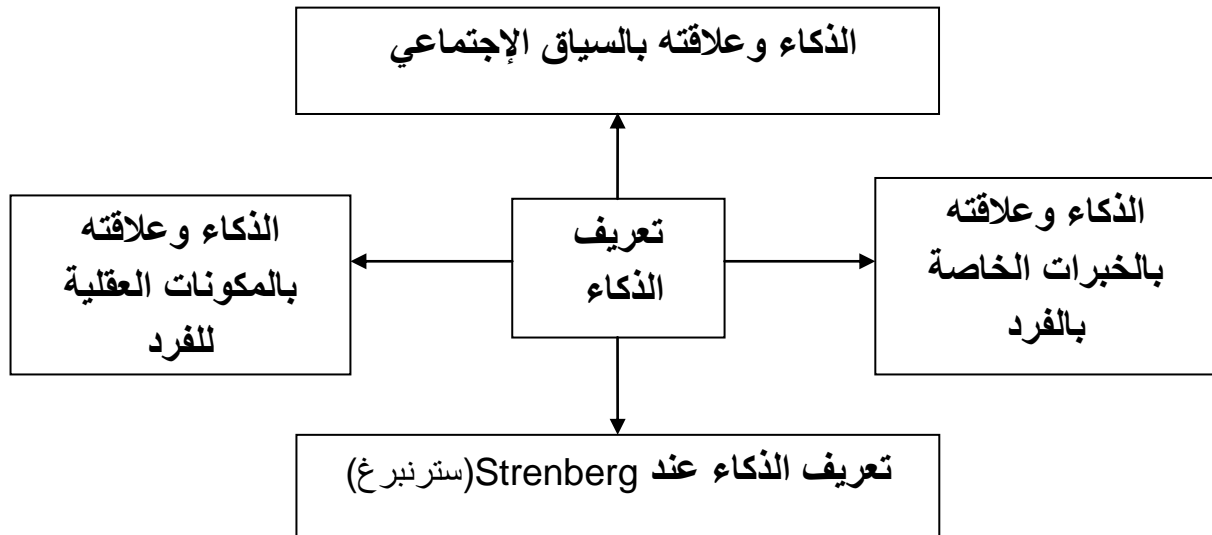 الذكاء وعلاقته بالسياق الإجتماعي
الذكاء وعلاقته
بالخبرات الخاصة
بالفرد
تعريف
الذكاء
الذكاء وعلاقته
بالمكونات العقلية
للفرد
تعريف الذكاء عند Strenberg(سترنبرغ)